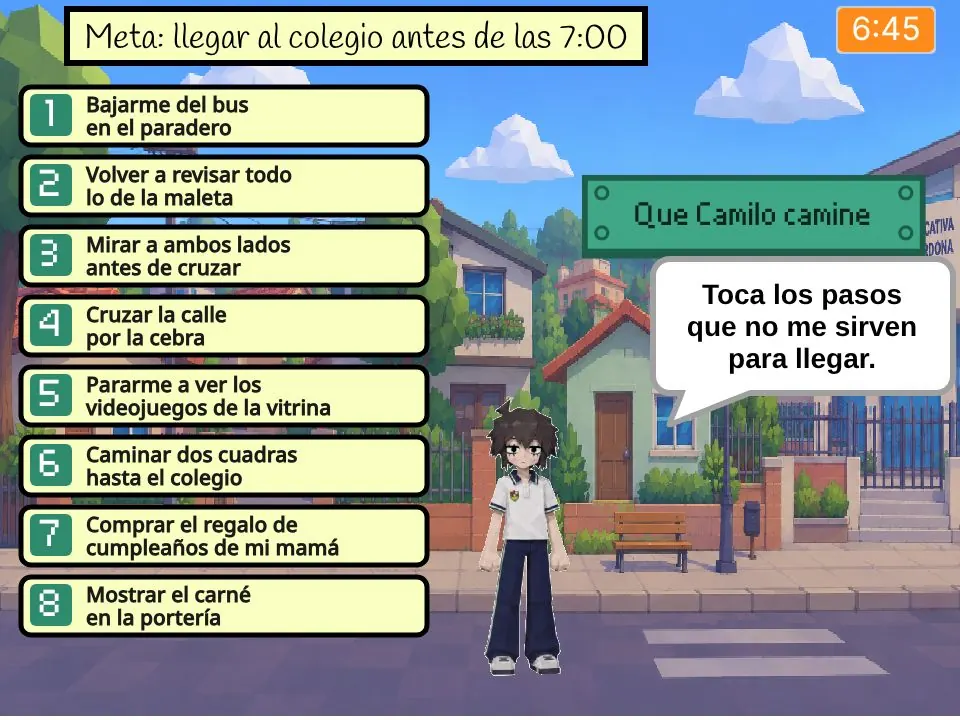 Meta: llegar al colegio antes de las 7:00
6:45
1
Bajarme del bus
en el paradero
2
Volver a revisar todo
lo de la maleta
3
Mirar a ambos lados
antes de cruzar
4
Cruzar la calle
por la cebra
5
Pararme a ver los
videojuegos de la vitrina
6
Caminar dos cuadras
hasta el colegio
7
Comprar el regalo de
cumpleaños de mi mamá
8
Mostrar el carné
en la portería
Que Camilo camine
Toca los pasos
que no me sirven
para llegar.